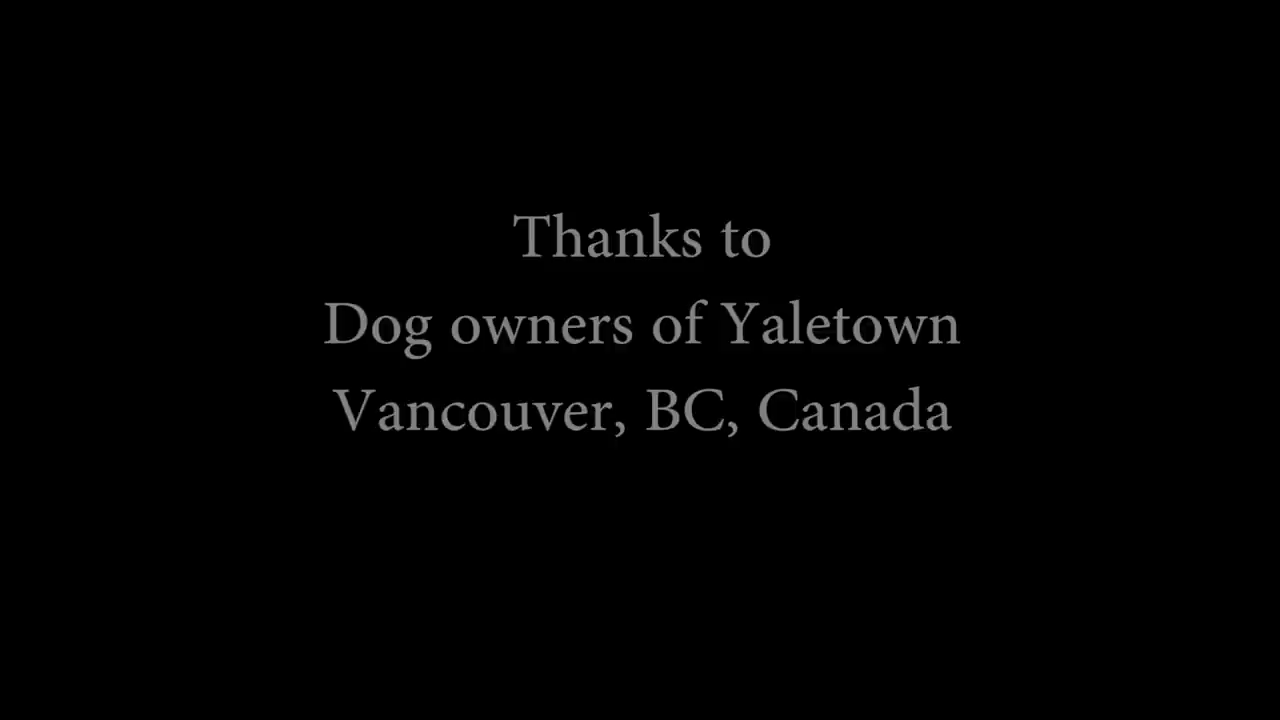 Thanks to
Dog owners of Yaletown
Vancouver, BC, Canada